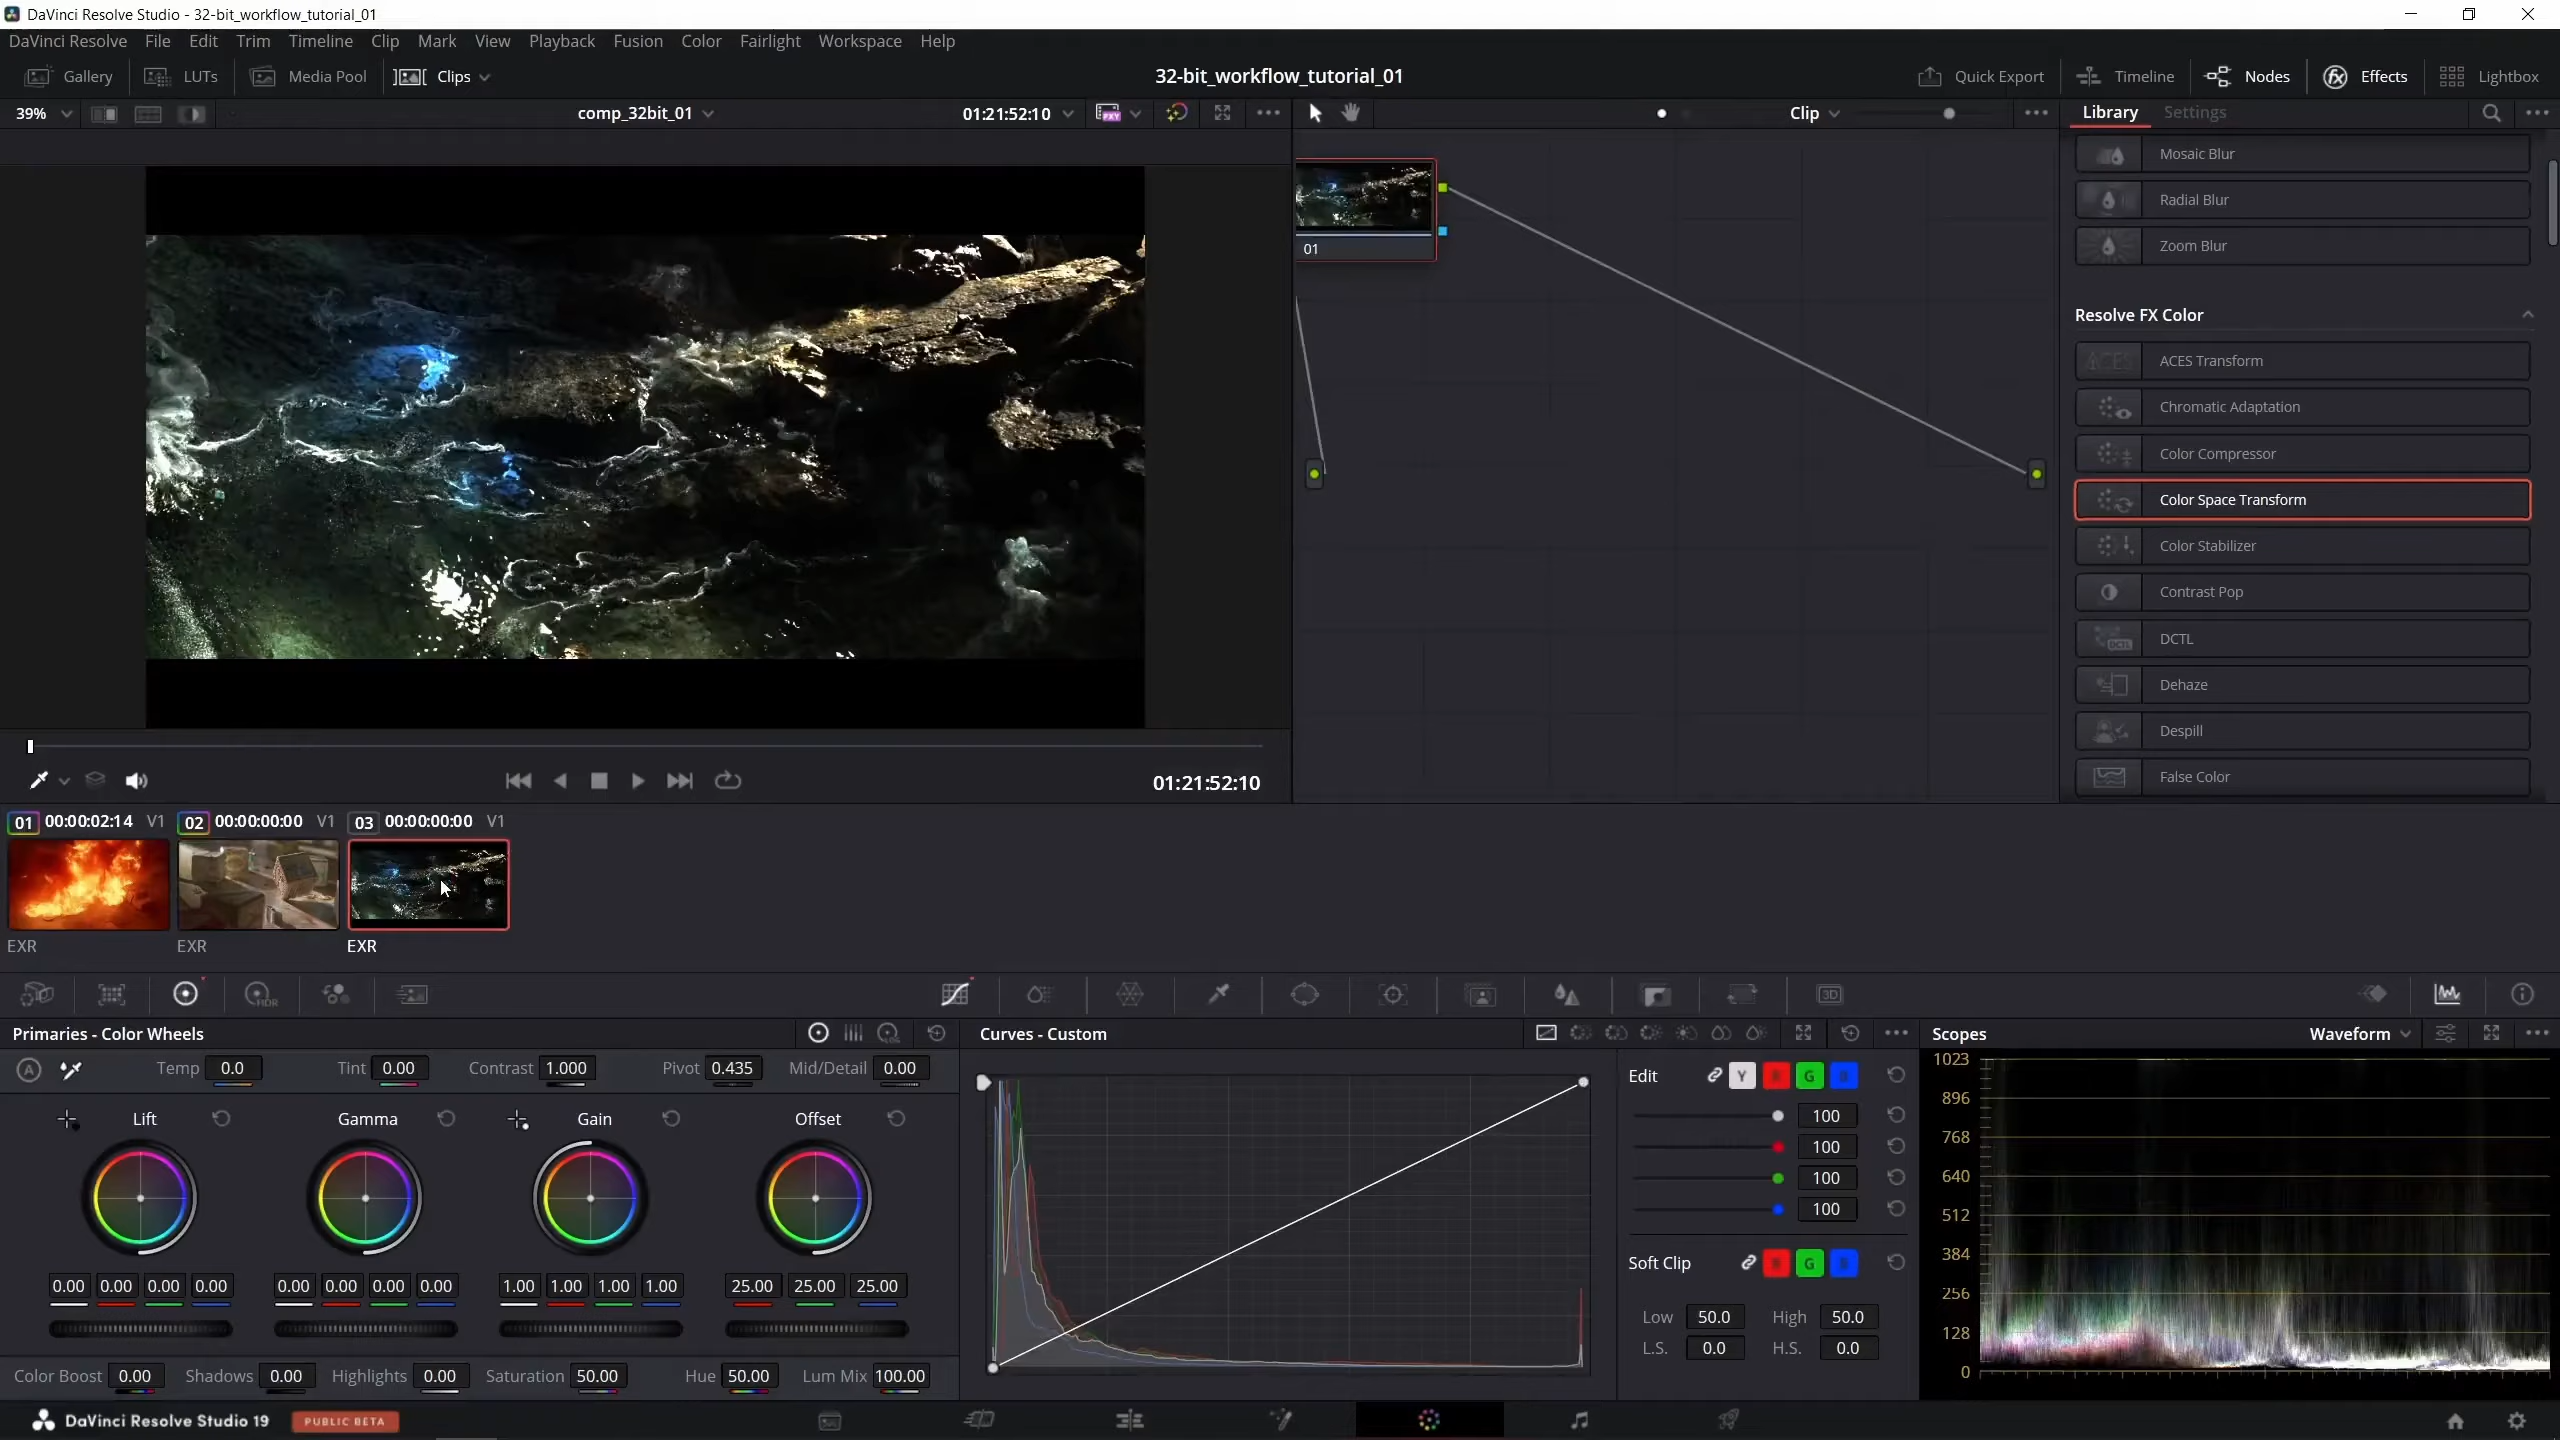 DaVinci Resolve Studio - 32-bit_workflow_tutorial_01
DaVinci Resolve File Edit Trim Timeline Clip Mark View Playback Fusion Color Fairlight Workspace Help
Gallery LUTs Media Pool Clips 32-bit_workflow_tutorial_01 Quick Export Timeline Nodes Effects Lightbox
39% comp_32bit_01 01:21:52:10 PXY Clip Library Settings
Mosaic Blur
Radial Blur
01
Zoom Blur
Resolve FX Color
ACES ACES Transform
Chromatic Adaptation
Color Compressor
Color Space Transform
Color Stabilizer
Contrast Pop
DCTL DCTL
Dehaze
Despill
False Color
01:21:52:10
01 00:00:02:14 V1 02 00:00:00:00 V1 03 00:00:00:00 V1
EXR EXR EXR
HDR 3D
Primaries - Color Wheels Curves - Custom Scopes Waveform
A Temp 0.0 Tint 0.00 Contrast 1.000 Pivot 0.435 Mid/Detail 0.00
Lift Gamma Gain Offset
0.00 0.00 0.00 0.00 0.00 0.00 0.00 0.00 1.00 1.00 1.00 1.00 25.00 25.00 25.00
Color Boost 0.00 Shadows 0.00 Highlights 0.00 Saturation 50.00 Hue 50.00 Lum Mix 100.00
Edit Y R G B
100
100
100
100
Soft Clip R G B
Low 50.0 High 50.0
L.S. 0.0 H.S. 0.0
1023
896
768
640
512
384
256
128
0
DaVinci Resolve Studio 19 PUBLIC BETA